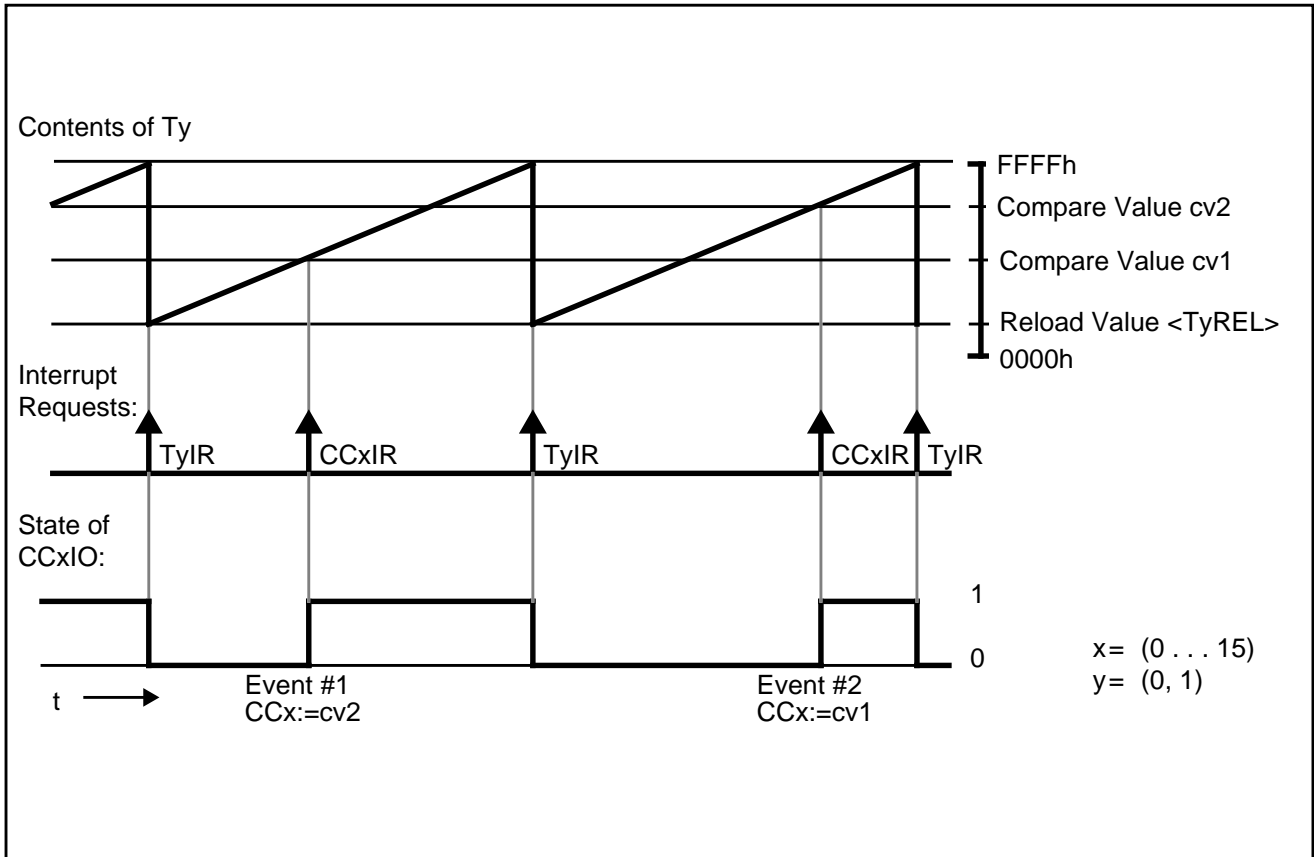 Contents of Ty
FFFFh
Compare Value cv2
Compare Value cv1
Reload Value <TyREL>
0000h
Interrupt
Requests:
TyIR
CCxIR
TyIR
CCxIR
TyIR
State of
CCxIO:
1
0
x= (0 . . . 15)
y= (0, 1)
t
Event #1
CCx:=cv2
Event #2
CCx:=cv1